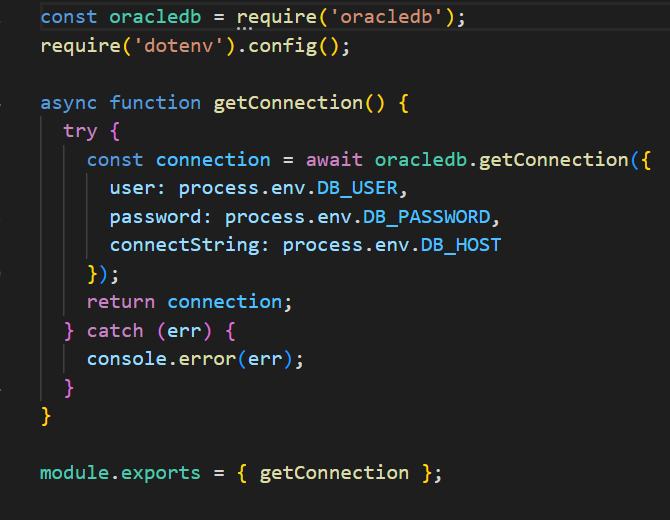 const oracledb = require('oracledb');
require('dotenv').config();

async function getConnection() {
  try {
    const connection = await oracledb.getConnection({
      user: process.env.DB_USER,
      password: process.env.DB_PASSWORD,
      connectString: process.env.DB_HOST
    });
    return connection;
  } catch (err) {
    console.error(err);
  }
}

module.exports = { getConnection };